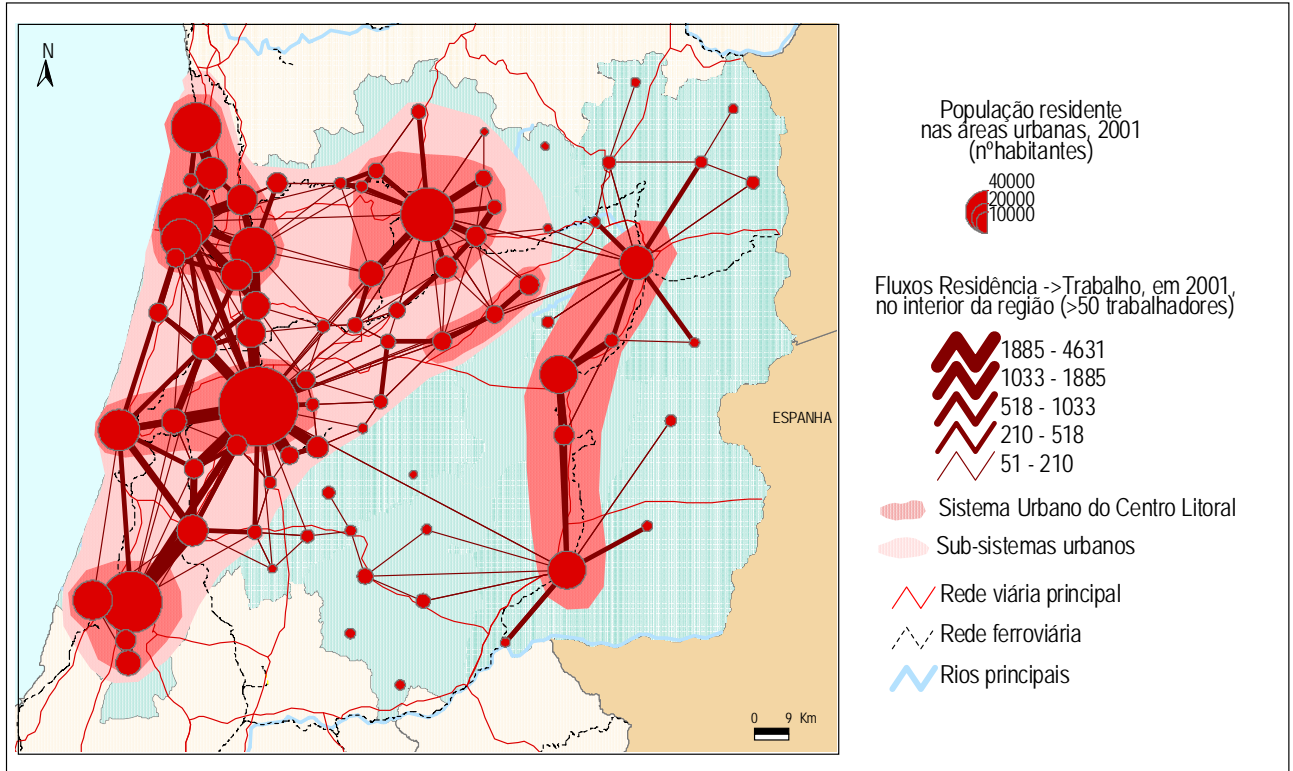 N
ESPANHA
0 9 Km
População residente
nas áreas urbanas, 2001
(nºhabitantes)
40000
20000
10000
Fluxos Residência ->Trabalho, em 2001,
no interior da região (>50 trabalhadores)
1885 - 4631
1033 - 1885
518 - 1033
210 - 518
51 - 210
Sistema Urbano do Centro Litoral
Sub-sistemas urbanos
Rede viária principal
Rede ferroviária
Rios principais